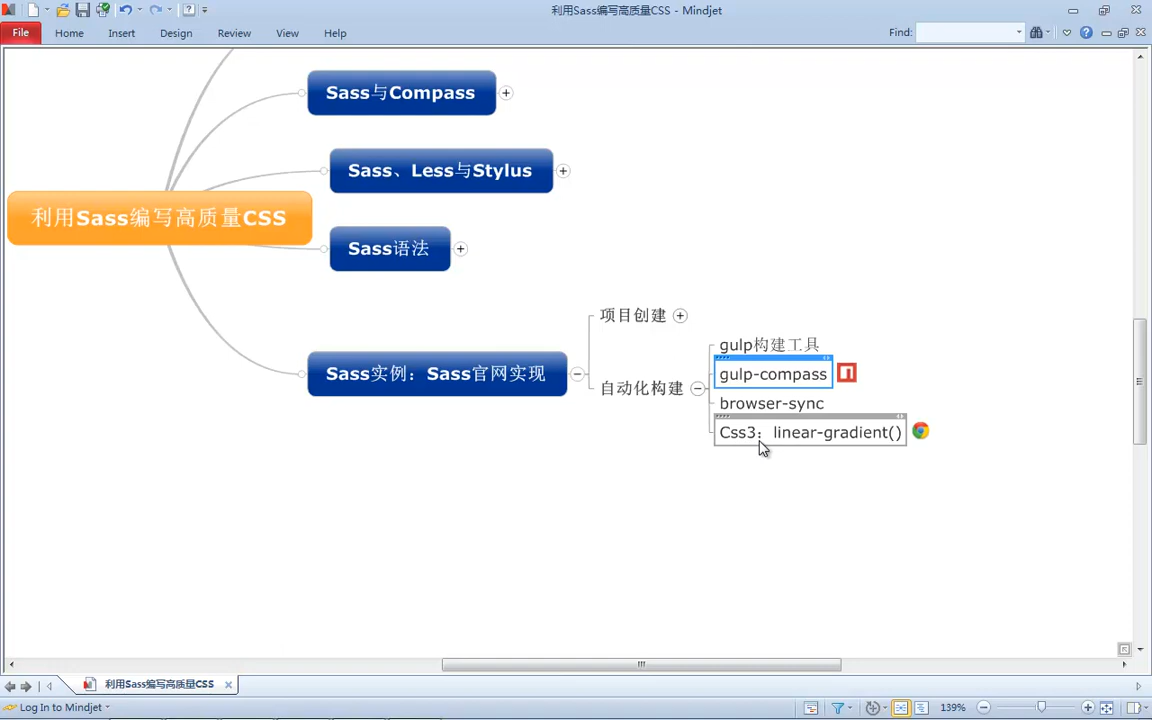 利用Sass编写高质量CSS - Mindjet
File Home Insert Design Review View Help Find:
Sass与Compass
Sass、Less与Stylus
利用Sass编写高质量CSS
Sass语法
项目创建
gulp构建工具
Sass实例：Sass官网实现
gulp-compass
自动化构建
browser-sync
Css3：linear-gradient()
利用Sass编写高质量CSS
Log In to Mindjet
139%